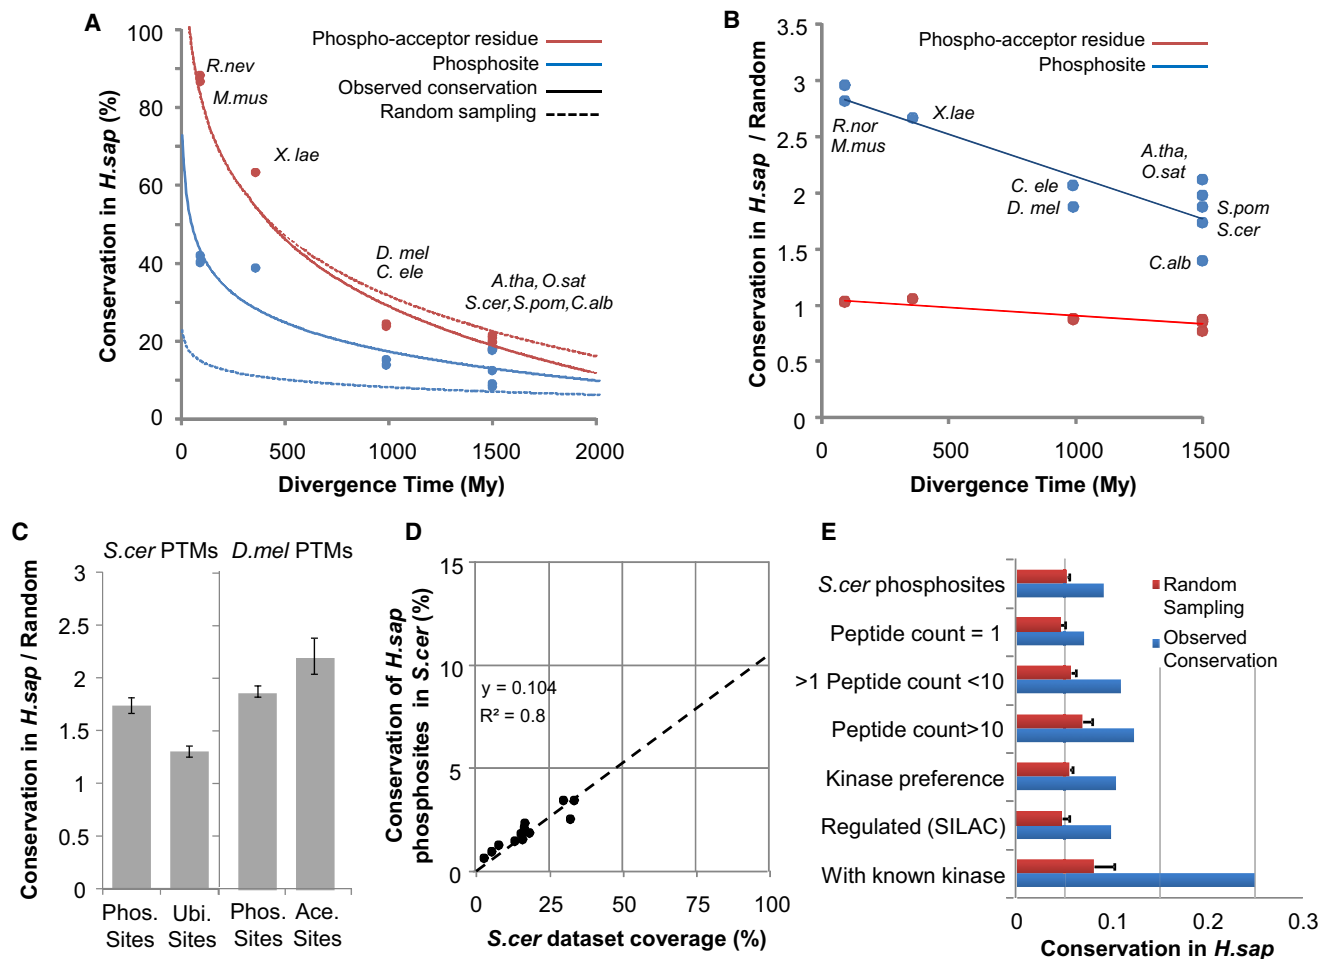 A
Phospho-acceptor residue
Phosphosite
Observed conservation
Random sampling
R.nev
M.mus
X. lae
D. mel
C. ele
A.tha, O.sat
S.cer,S.pom,C.alb
Conservation in H.sap (%)
100
80
60
40
20
0
0 500 1000 1500 2000
Divergence Time (My)
B
Phospho-acceptor residue
Phosphosite
R.nor
M.mus
X.lae
C. ele
D. mel
A.tha,
O.sat
S.pom
S.cer
C.alb
Conservation in H.sap / Random
3.5
3
2.5
2
1.5
1
0.5
0
0 500 1000 1500
Divergence Time (My)
C
S.cer PTMs D.mel PTMs
Conservation in H.sap / Random
3
2.5
2
1.5
1
0.5
0
Phos. Ubi. Phos. Ace.
Sites Sites Sites Sites
D
Conservation of H.sap
phosphosites in S.cer (%)
15
10
5
0
y = 0.104
R² = 0.8
0 25 50 75 100
S.cer dataset coverage (%)
E
S.cer phosphosites
Peptide count = 1
>1 Peptide count <10
Peptide count>10
Kinase preference
Regulated (SILAC)
With known kinase
Random
Sampling
Observed
Conservation
0 0.1 0.2 0.3
Conservation in H.sap